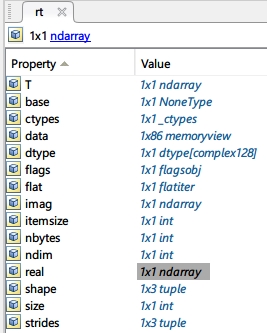 rt
1x1 ndarray
Property Value
T 1x1 ndarray
base 1x1 NoneType
ctypes 1x1 _ctypes
data 1x86 memoryview
dtype 1x1 dtype[complex128]
flags 1x1 flagsobj
flat 1x1 flatiter
imag 1x1 ndarray
itemsize 1x1 int
nbytes 1x1 int
ndim 1x1 int
real 1x1 ndarray
shape 1x3 tuple
size 1x1 int
strides 1x3 tuple